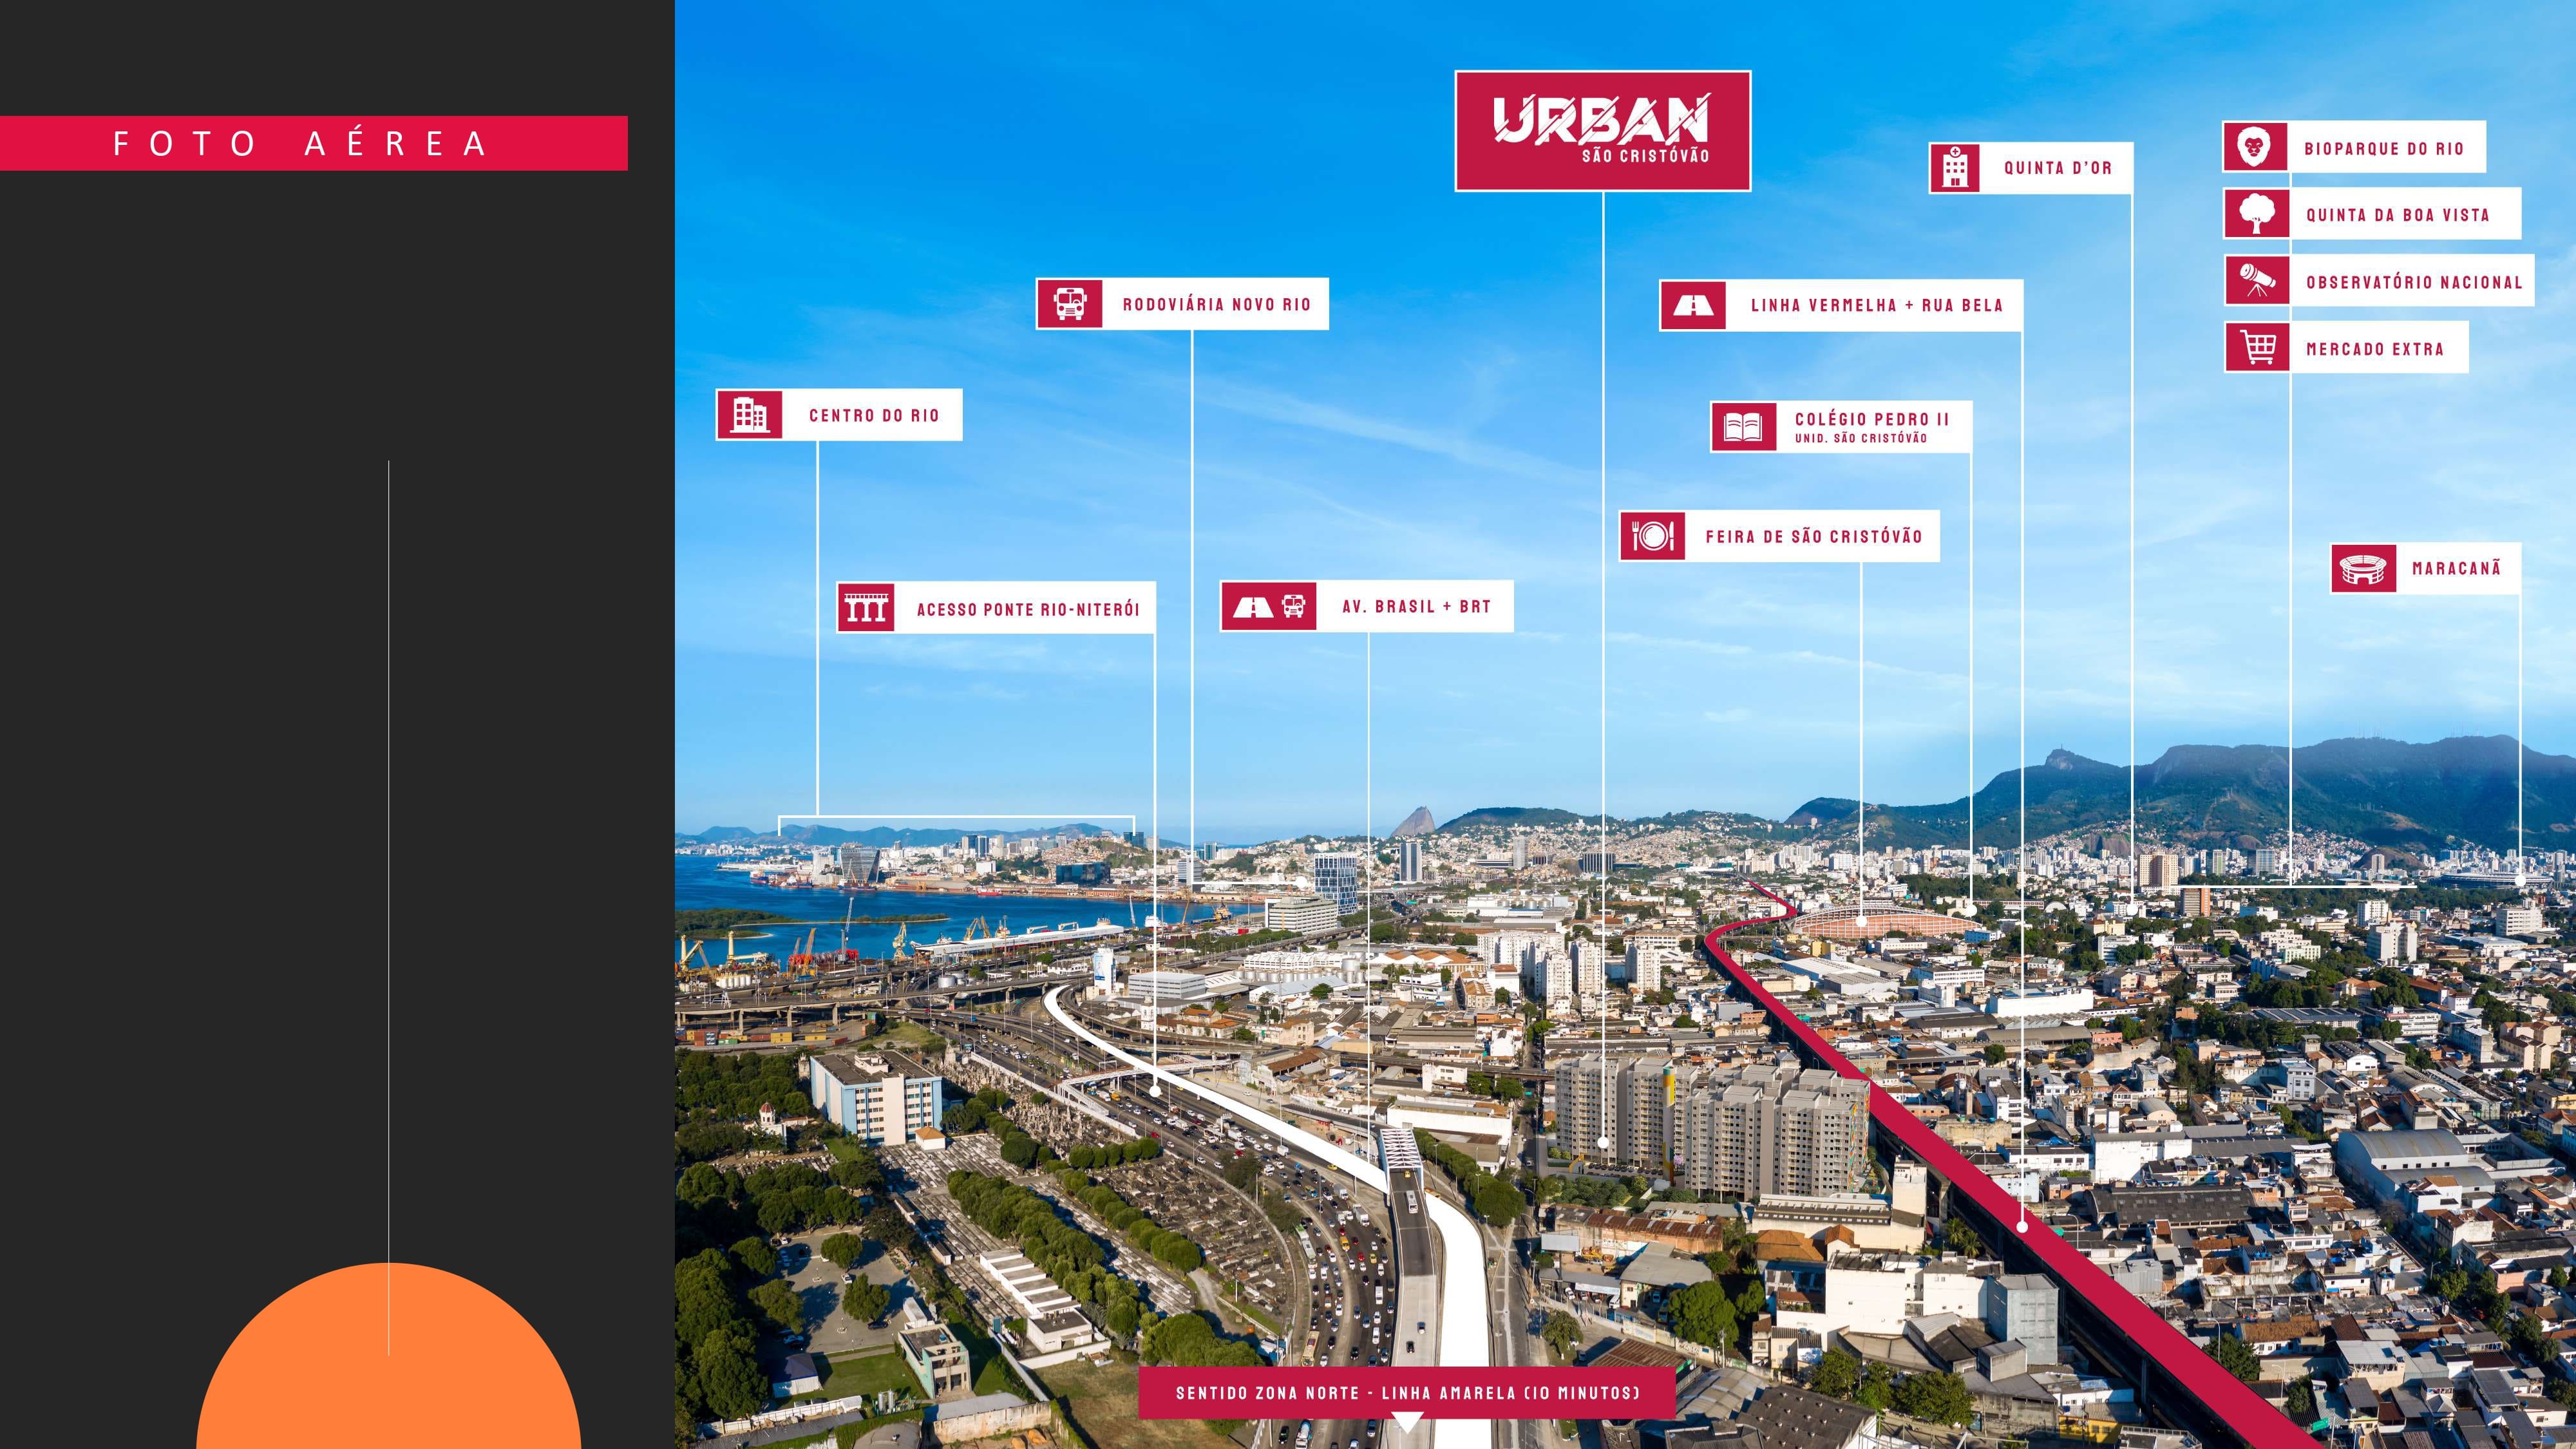 FOTO AÉREA
URBAN
SÃO CRISTÓVÃO
QUINTA D'OR
BIOPARQUE DO RIO
QUINTA DA BOA VISTA
OBSERVATÓRIO NACIONAL
MERCADO EXTRA
RODOVIÁRIA NOVO RIO
LINHA VERMELHA + RUA BELA
CENTRO DO RIO
COLÉGIO PEDRO II
UNID. SÃO CRISTÓVÃO
FEIRA DE SÃO CRISTÓVÃO
MARACANÃ
ACESSO PONTE RIO-NITERÓI
AV. BRASIL + BRT
SENTIDO ZONA NORTE - LINHA AMARELA (10 MINUTOS)